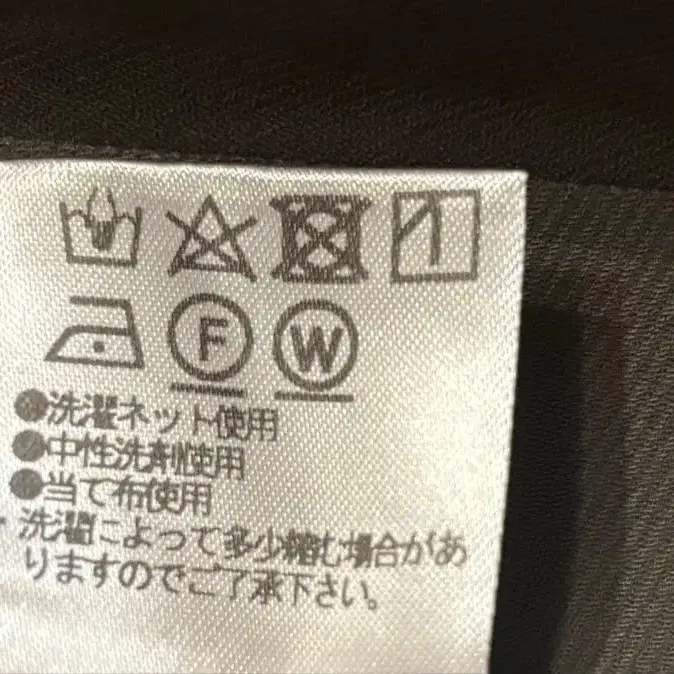 F W
●洗濯ネット使用
●中性洗剤使用
●当て布使用
・洗濯によって多少縮む場合があ
りますのでご了承下さい。